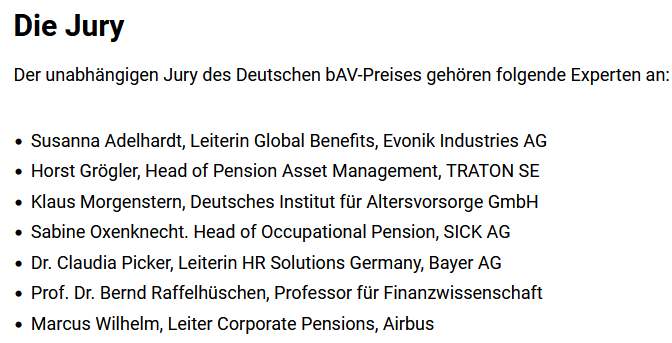 Die Jury
Der unabhängigen Jury des Deutschen bAV-Preises gehören folgende Experten an:
• Susanna Adelhardt, Leiterin Global Benefits, Evonik Industries AG
• Horst Grögler, Head of Pension Asset Management, TRATON SE
• Klaus Morgenstern, Deutsches Institut für Altersvorsorge GmbH
• Sabine Oxenknecht. Head of Occupational Pension, SICK AG
• Dr. Claudia Picker, Leiterin HR Solutions Germany, Bayer AG
• Prof. Dr. Bernd Raffelhüschen, Professor für Finanzwissenschaft
• Marcus Wilhelm, Leiter Corporate Pensions, Airbus